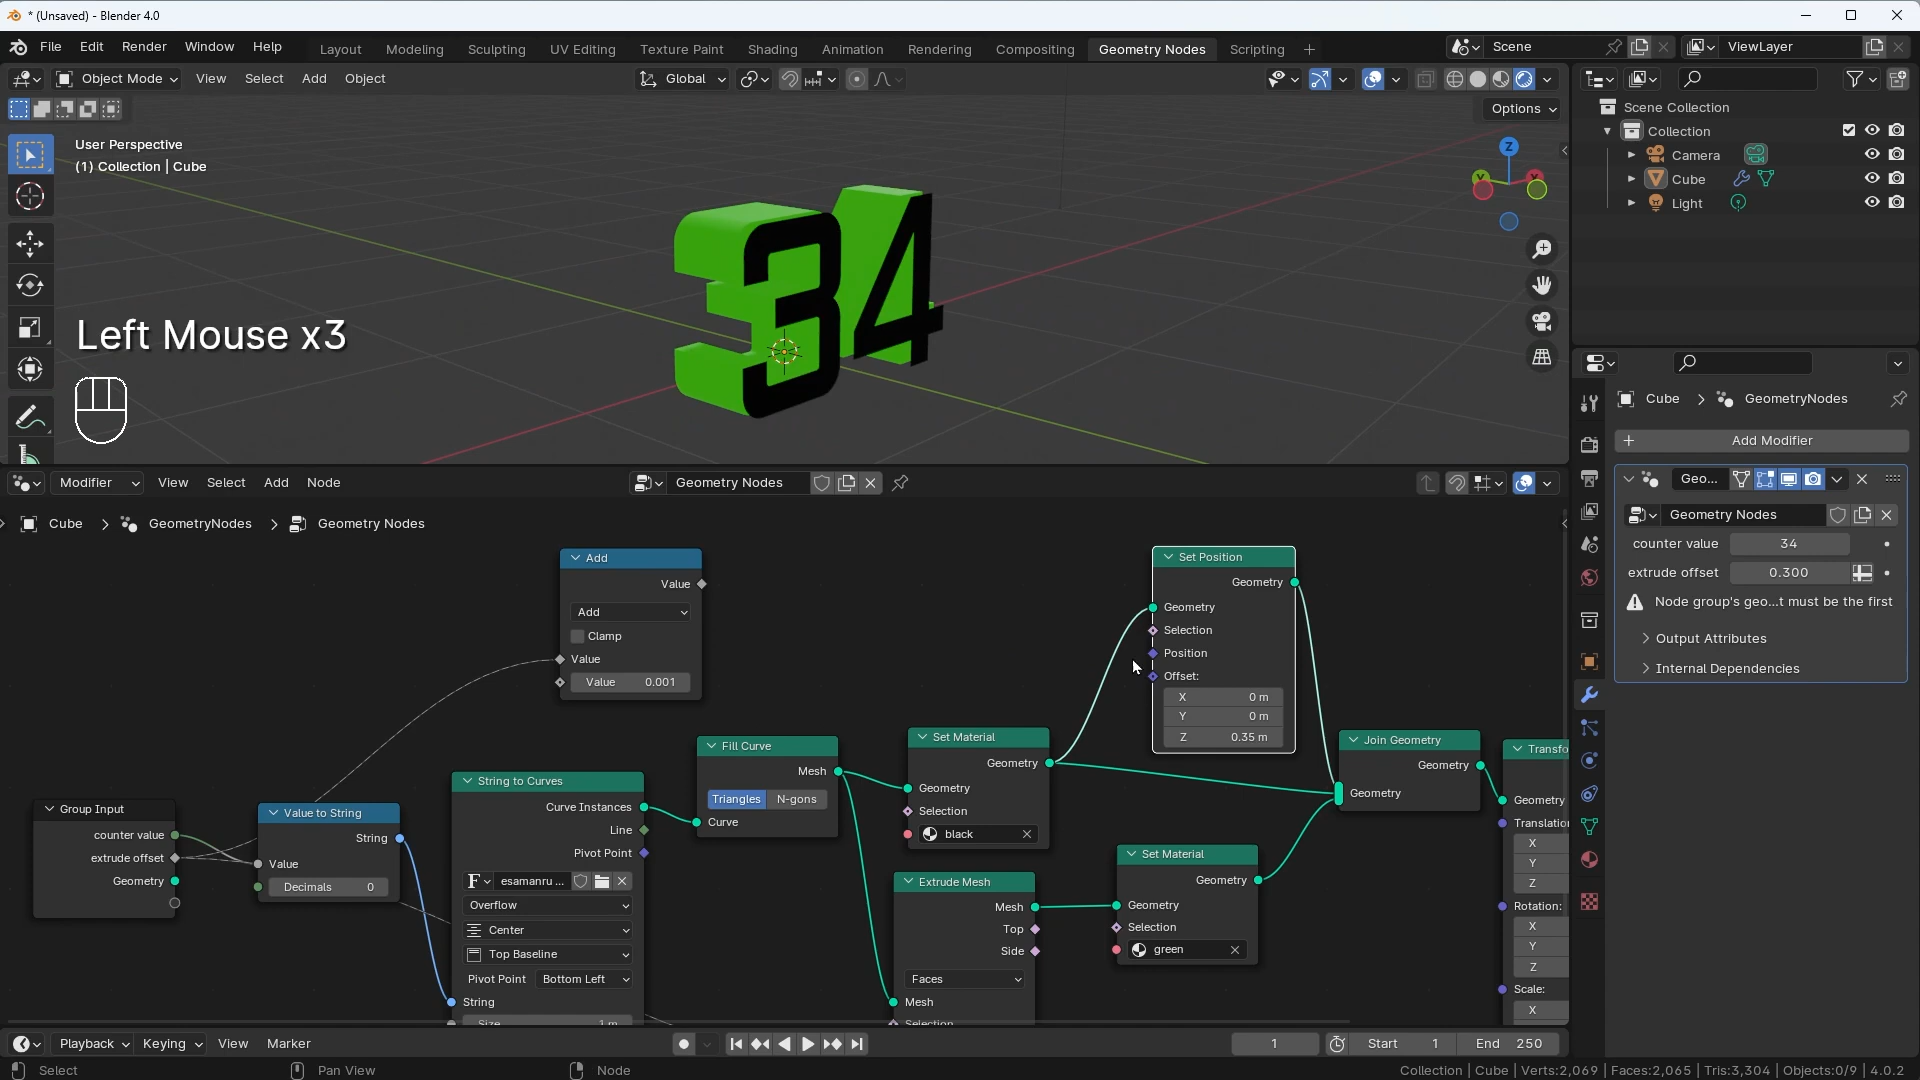 * (Unsaved) - Blender 4.0
File Edit Render Window Help
Layout Modeling Sculpting UV Editing Texture Paint Shading Animation Rendering Compositing Geometry Nodes Scripting
Scene
ViewLayer
Object Mode View Select Add Object
Global
Options
User Perspective
(1) Collection | Cube
Z
Y
X
34
Left Mouse x3
Scene Collection
Collection
Camera
Cube
Light
Cube > GeometryNodes
Add Modifier
Geo...
Geometry Nodes
counter value 34
extrude offset 0.300
Node group's geo...t must be the first
Output Attributes
Internal Dependencies
Modifier View Select Add Node
Geometry Nodes
Cube > GeometryNodes > Geometry Nodes
Add
Value
Add
Clamp
Value
Value 0.001
Set Position
Geometry
Geometry
Selection
Position
Offset:
X 0 m
Y 0 m
Z 0.35 m
Group Input
counter value
extrude offset
Geometry
Value to String
String
Value
Decimals 0
String to Curves
Curve Instances
Line
Pivot Point
F esamanru ...
Overflow
Center
Top Baseline
Pivot Point Bottom Left
String
Size 1 m
Fill Curve
Mesh
Triangles N-gons
Curve
Set Material
Geometry
Geometry
Selection
black
Extrude Mesh
Mesh
Top
Side
Faces
Mesh
Selection
Set Material
Geometry
Geometry
Selection
green
Join Geometry
Geometry
Geometry
Transfo
Geometry
Translation
X
Y
Z
Rotation:
X
Y
Z
Scale:
X
Playback Keying View Marker
1
Start 1
End 250
Select
Pan View
Node
Collection | Cube | Verts:2,069 | Faces:2,065 | Tris:3,304 | Objects:0/9 | 4.0.2